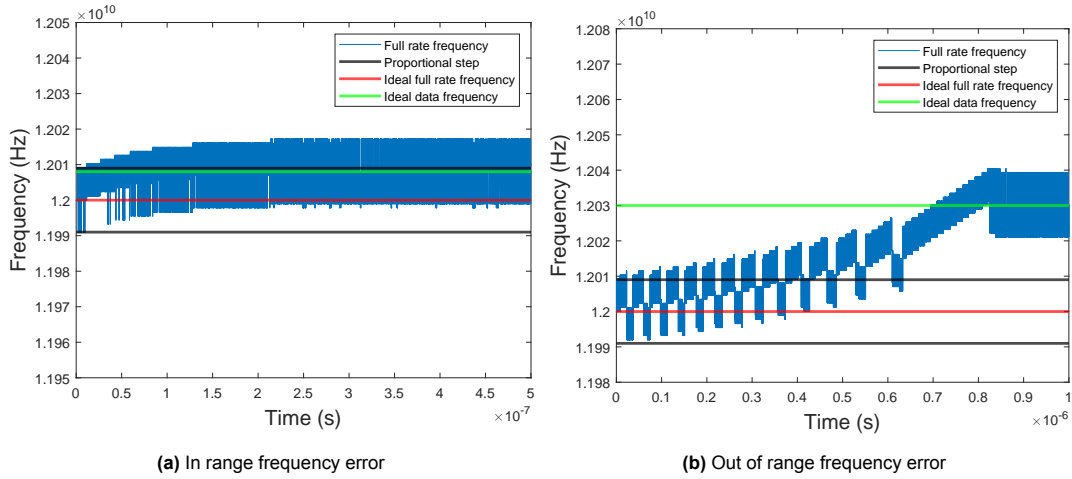 ×10^10
1.205
1.204
1.203
1.202
1.201
1.2
1.199
1.198
1.197
1.196
1.195
Frequency (Hz)
0 0.5 1 1.5 2 2.5 3 3.5 4 4.5 5
Time (s)
×10^-7
Full rate frequency
Proportional step
Ideal full rate frequency
Ideal data frequency
(a) In range frequency error
×10^10
1.208
1.207
1.206
1.205
1.204
1.203
1.202
1.201
1.2
1.199
1.198
Frequency (Hz)
0 0.1 0.2 0.3 0.4 0.5 0.6 0.7 0.8 0.9 1
Time (s)
×10^-6
Full rate frequency
Proportional step
Ideal full rate frequency
Ideal data frequency
(b) Out of range frequency error